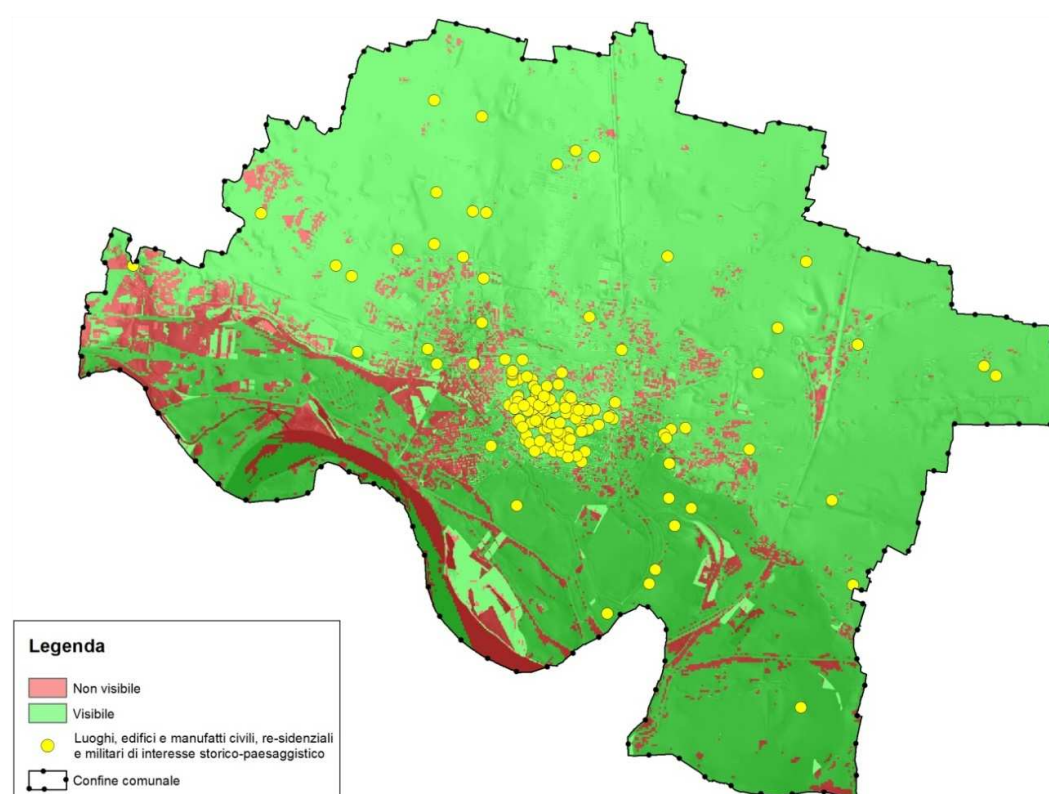 Legenda
Non visibile
Visibile
Luoghi, edifici e manufatti civili, re-sidenziali
e militari di interesse storico-paesaggistico
Confine comunale